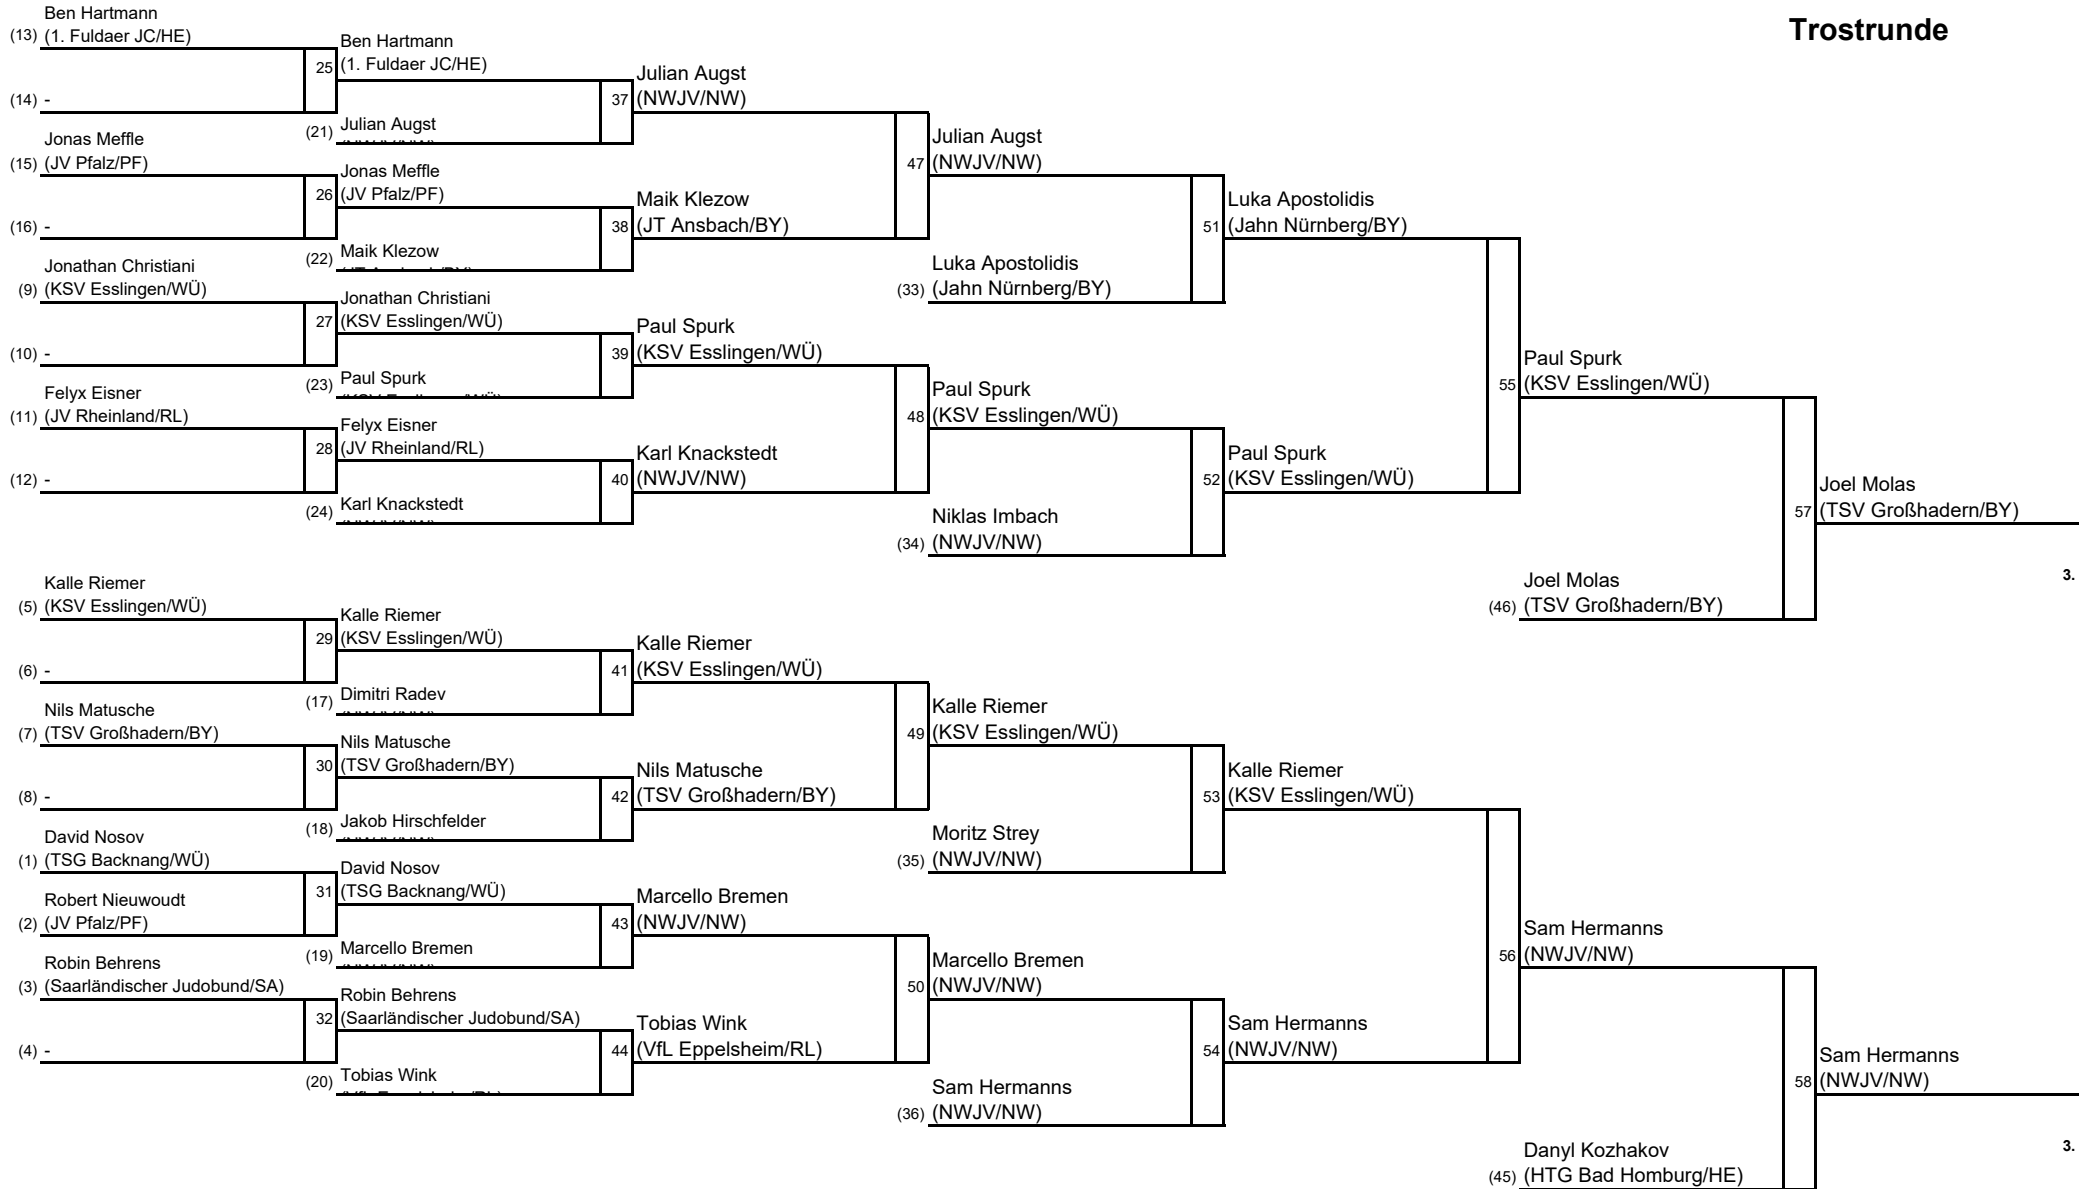 Trostrunde
Ben Hartmann
(13) (1. Fuldaer JC/HE)
(14) -
Jonas Meffle
(15) (JV Pfalz/PF)
(16) -
Jonathan Christiani
(9) (KSV Esslingen/WÜ)
(10) -
Felyx Eisner
(11) (JV Rheinland/RL)
(12) -
Kalle Riemer
(5) (KSV Esslingen/WÜ)
(6) -
Nils Matusche
(7) (TSV Großhadern/BY)
(8) -
David Nosov
(1) (TSG Backnang/WÜ)
Robert Nieuwoudt
(2) (JV Pfalz/PF)
Robin Behrens
(3) (Saarländischer Judobund/SA)
(4) -
Ben Hartmann
25 (1. Fuldaer JC/HE)
(21) Julian Augst
Jonas Meffle
26 (JV Pfalz/PF)
(22) Maik Klezow
Jonathan Christiani
27 (KSV Esslingen/WÜ)
(23) Paul Spurk
Felyx Eisner
28 (JV Rheinland/RL)
(24) Karl Knackstedt
Kalle Riemer
29 (KSV Esslingen/WÜ)
(17) Dimitri Radev
Nils Matusche
30 (TSV Großhadern/BY)
(18) Jakob Hirschfelder
David Nosov
31 (TSG Backnang/WÜ)
(19) Marcello Bremen
Robin Behrens
32 (Saarländischer Judobund/SA)
(20) Tobias Wink
Julian Augst
37 (NWJV/NW)
Maik Klezow
38 (JT Ansbach/BY)
Paul Spurk
39 (KSV Esslingen/WÜ)
Karl Knackstedt
40 (NWJV/NW)
Kalle Riemer
41 (KSV Esslingen/WÜ)
Nils Matusche
42 (TSV Großhadern/BY)
Marcello Bremen
43 (NWJV/NW)
Tobias Wink
44 (VfL Eppelsheim/RL)
Julian Augst
47 (NWJV/NW)
Luka Apostolidis
(33) (Jahn Nürnberg/BY)
Paul Spurk
48 (KSV Esslingen/WÜ)
Niklas Imbach
(34) (NWJV/NW)
Kalle Riemer
49 (KSV Esslingen/WÜ)
Moritz Strey
(35) (NWJV/NW)
Marcello Bremen
50 (NWJV/NW)
Sam Hermanns
(36) (NWJV/NW)
Luka Apostolidis
51 (Jahn Nürnberg/BY)
Paul Spurk
52 (KSV Esslingen/WÜ)
Kalle Riemer
53 (KSV Esslingen/WÜ)
Sam Hermanns
54 (NWJV/NW)
Paul Spurk
55 (KSV Esslingen/WÜ)
Joel Molas
(46) (TSV Großhadern/BY)
Sam Hermanns
56 (NWJV/NW)
Danyl Kozhakov
(45) (HTG Bad Homburg/HE)
Joel Molas
57 (TSV Großhadern/BY)
3.
Sam Hermanns
58 (NWJV/NW)
3.